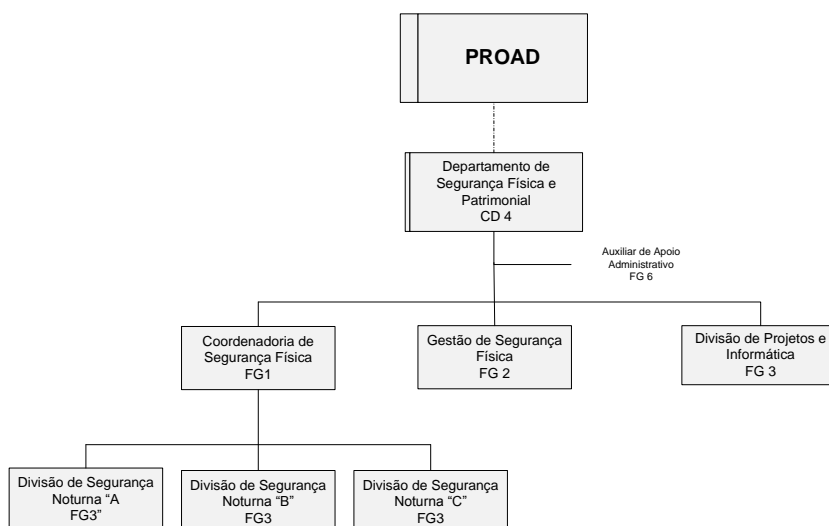 PROAD
Departamento de
Segurança Física e
Patrimonial
CD 4
Auxiliar de Apoio
Administrativo
FG 6
Coordenadoria de
Segurança Física
FG1
Gestão de Segurança
Física
FG 2
Divisão de Projetos e
Informática
FG 3
Divisão de Segurança
Noturna “A
FG3”
Divisão de Segurança
Noturna “B”
FG3
Divisão de Segurança
Noturna “C”
FG3